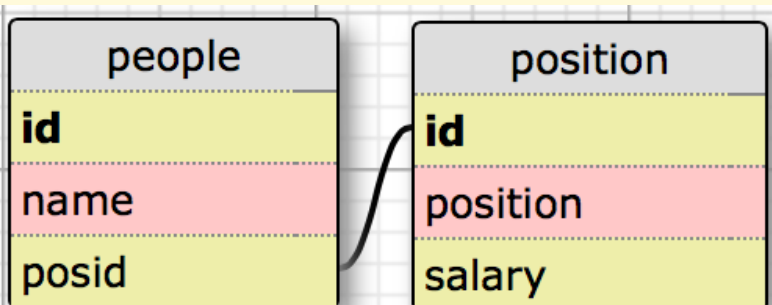 people
id
name
posid
position
id
position
salary